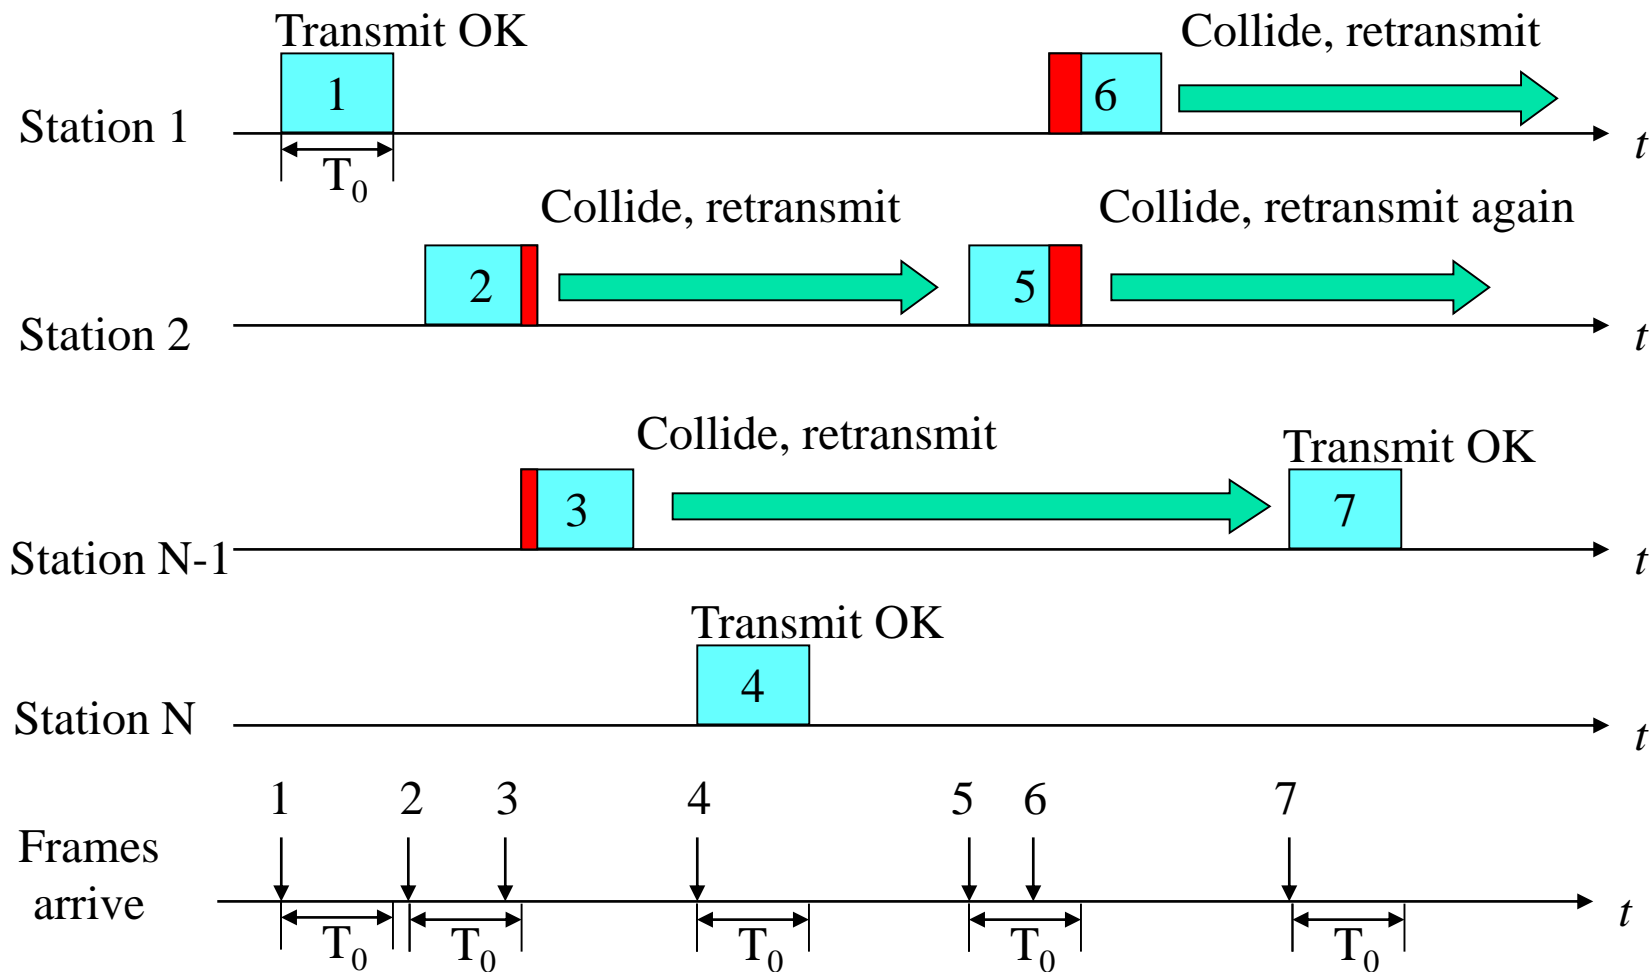 Transmit OK
Collide, retransmit
1
6
Station 1
t
T0
Collide, retransmit
Collide, retransmit again
2
5
Station 2
t
Collide, retransmit
Transmit OK
3
7
Station N-1
t
Transmit OK
4
Station N
t
1 2 3 4 5 6 7
Frames
arrive
t
T0 T0 T0 T0 T0